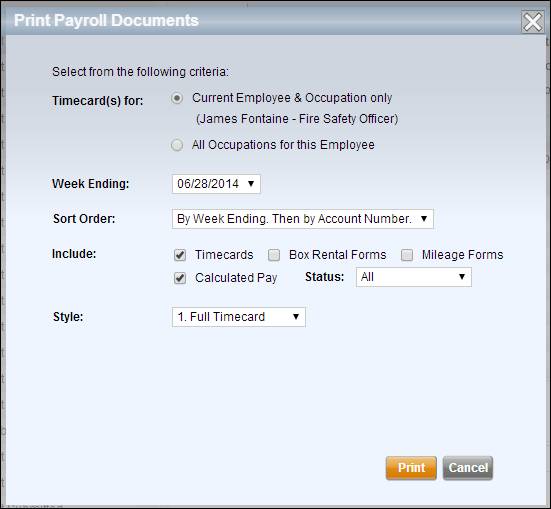 Print Payroll Documents
Select from the following criteria:
Timecard(s) for: Current Employee & Occupation only
(James Fontaine - Fire Safety Officer)
All Occupations for this Employee
Week Ending: 06/28/2014
Sort Order: By Week Ending. Then by Account Number.
Include: Timecards Box Rental Forms Mileage Forms
Calculated Pay Status: All
Style: 1. Full Timecard
Print Cancel